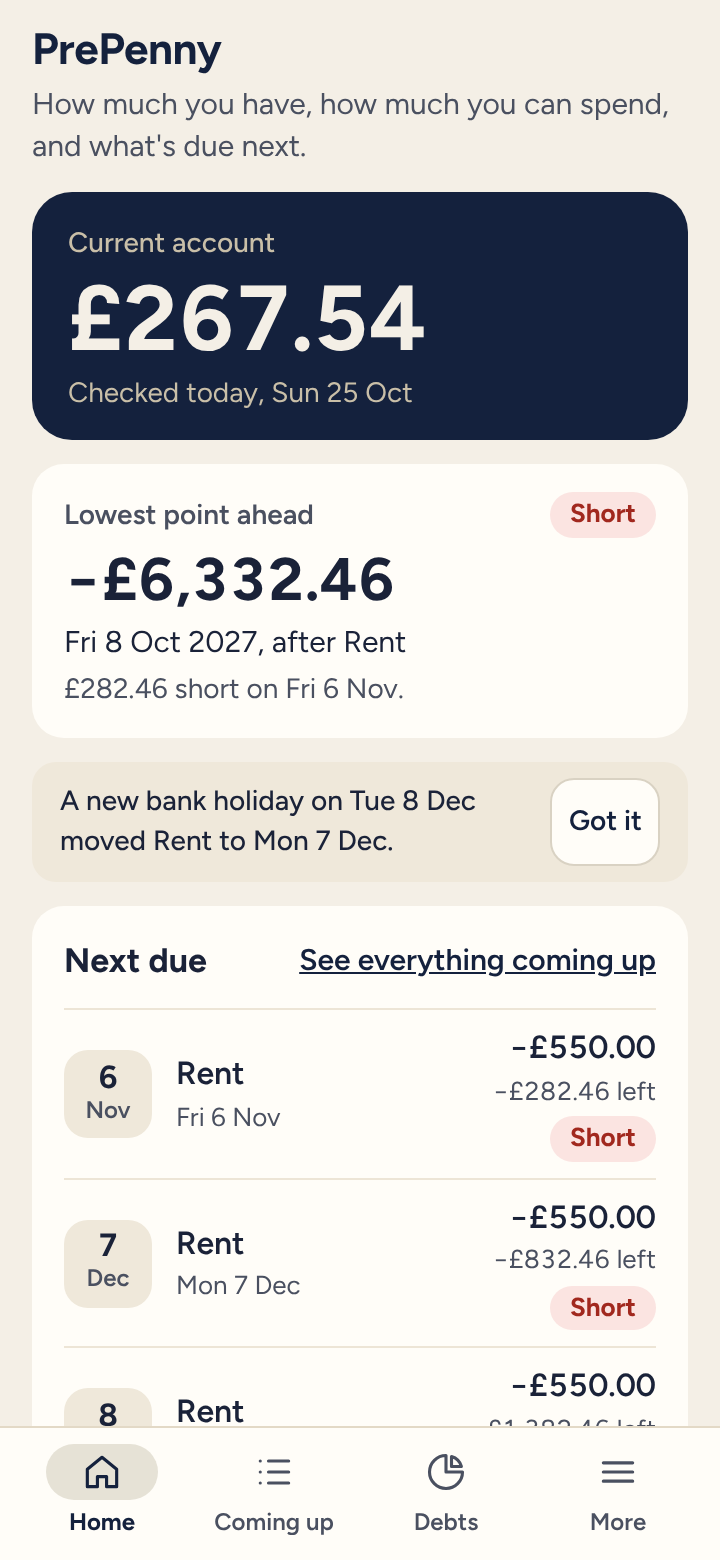 PrePenny
How much you have, how much you can spend,
and what's due next.
Current account
£267.54
Checked today, Sun 25 Oct
Lowest point ahead
Short
−£6,332.46
Fri 8 Oct 2027, after Rent
£282.46 short on Fri 6 Nov.
A new bank holiday on Tue 8 Dec
moved Rent to Mon 7 Dec.
Got it
Next due
See everything coming up
6
Nov
Rent
Fri 6 Nov
−£550.00
−£282.46 left
Short
7
Dec
Rent
Mon 7 Dec
−£550.00
−£832.46 left
Short
8
Rent
−£550.00
Home
Coming up
Debts
More